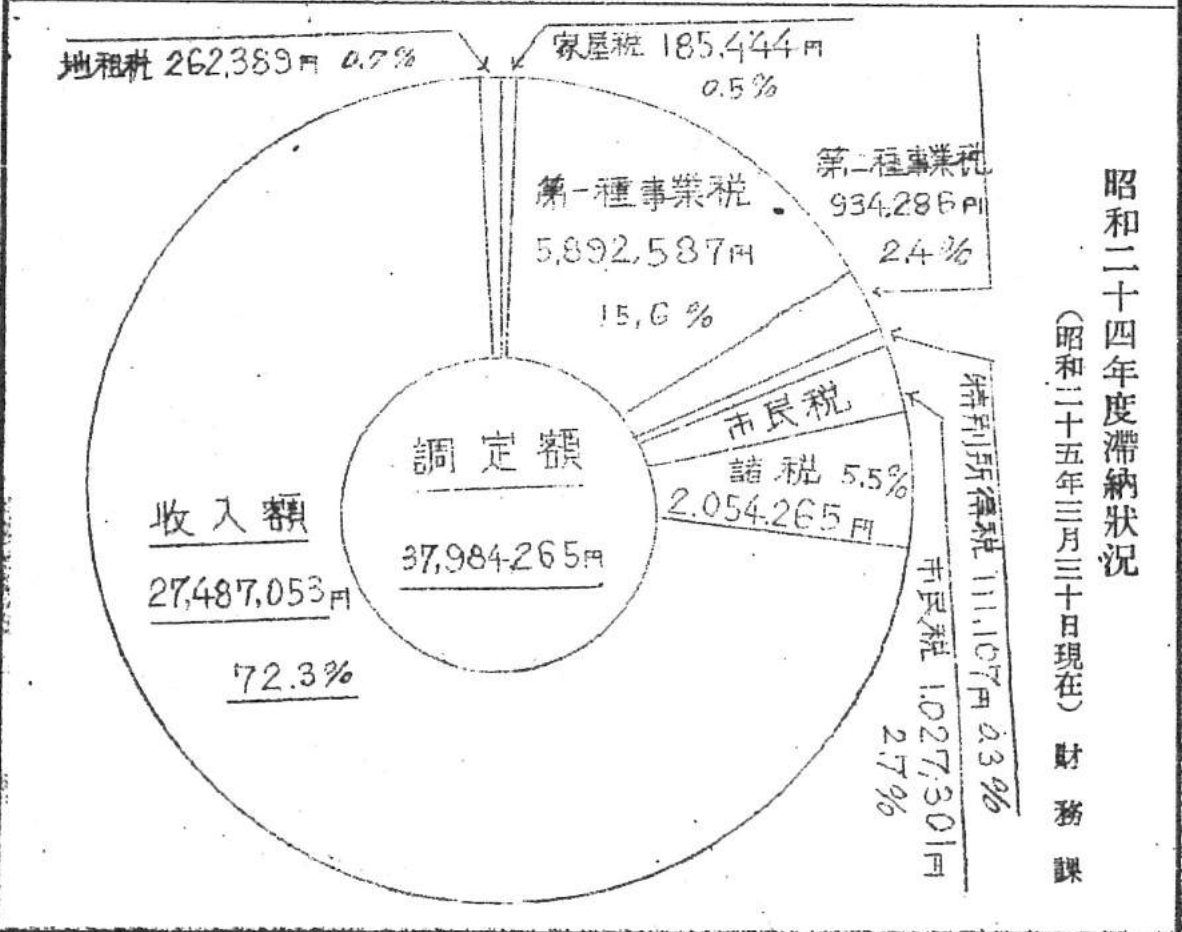 昭和二十四年度滯納狀況
（昭和二十五年三月三十日現在）財務課
地租税 262,389円 0.7%
家屋税 185,444円
0.5%
第一種事業税
5,892,587円
15,6%
第二種事業税
934,286円
2.4%
特別所得税 111,107円 0.3%
市民税
市民税 1.027,301円
2.7%
諸税 5.5%
2.054.265円
調定額
37,984,265円
収入額
27,487,053円
72.3%